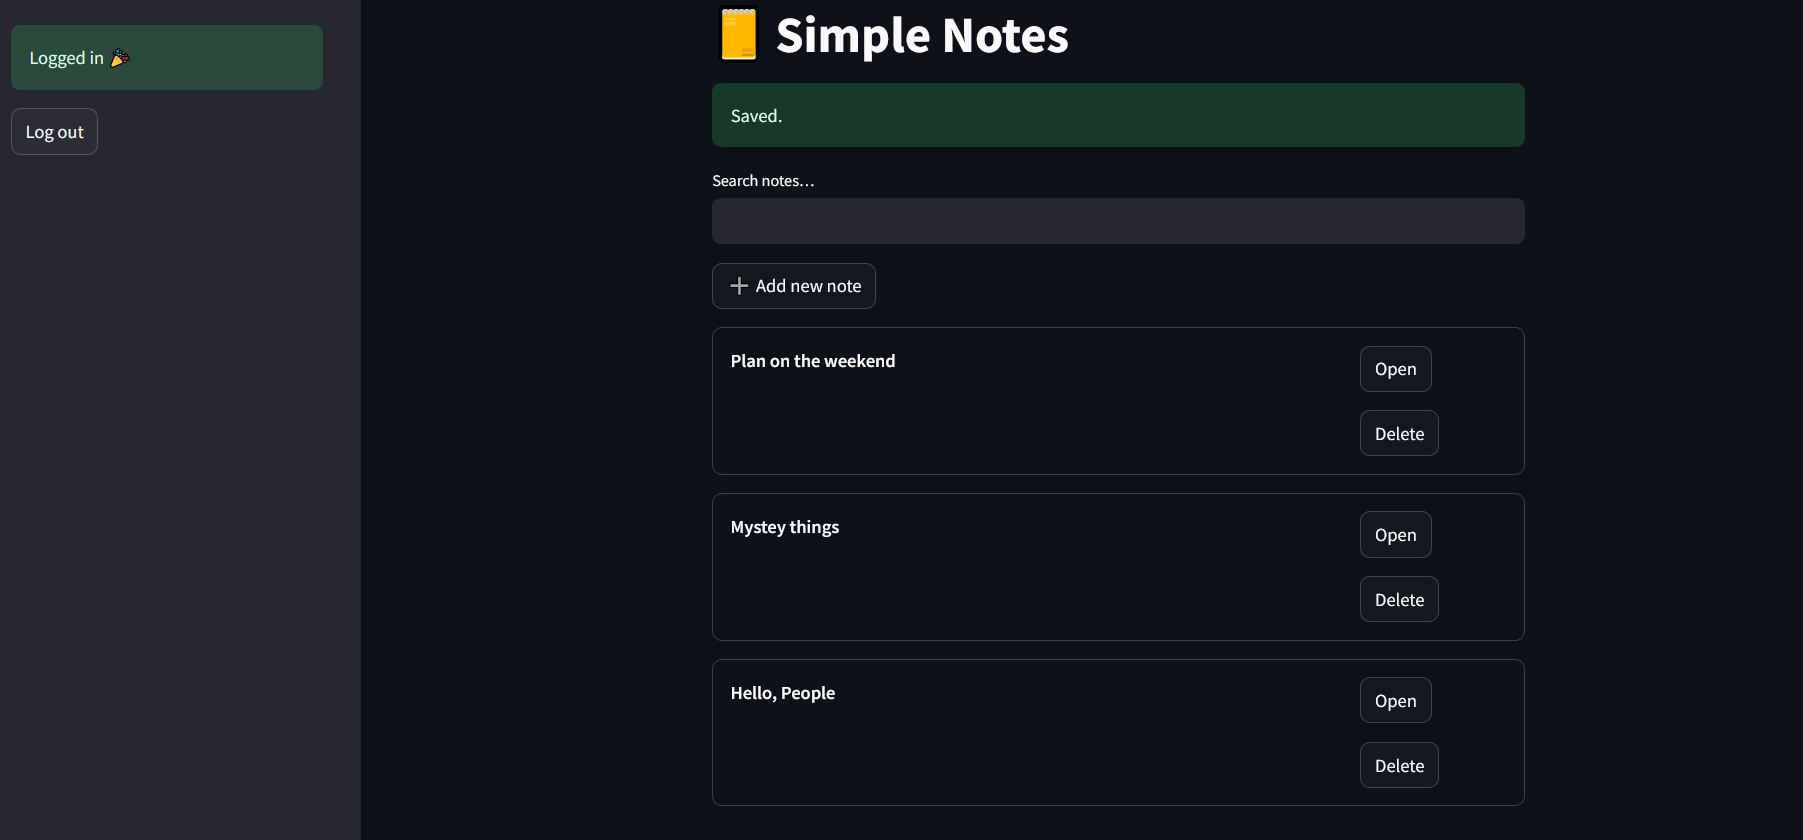 Logged in 🎉
Log out
📒 Simple Notes
Saved.
Search notes...
➕ Add new note
Plan on the weekend
Open
Delete
Mystey things
Open
Delete
Hello, People
Open
Delete